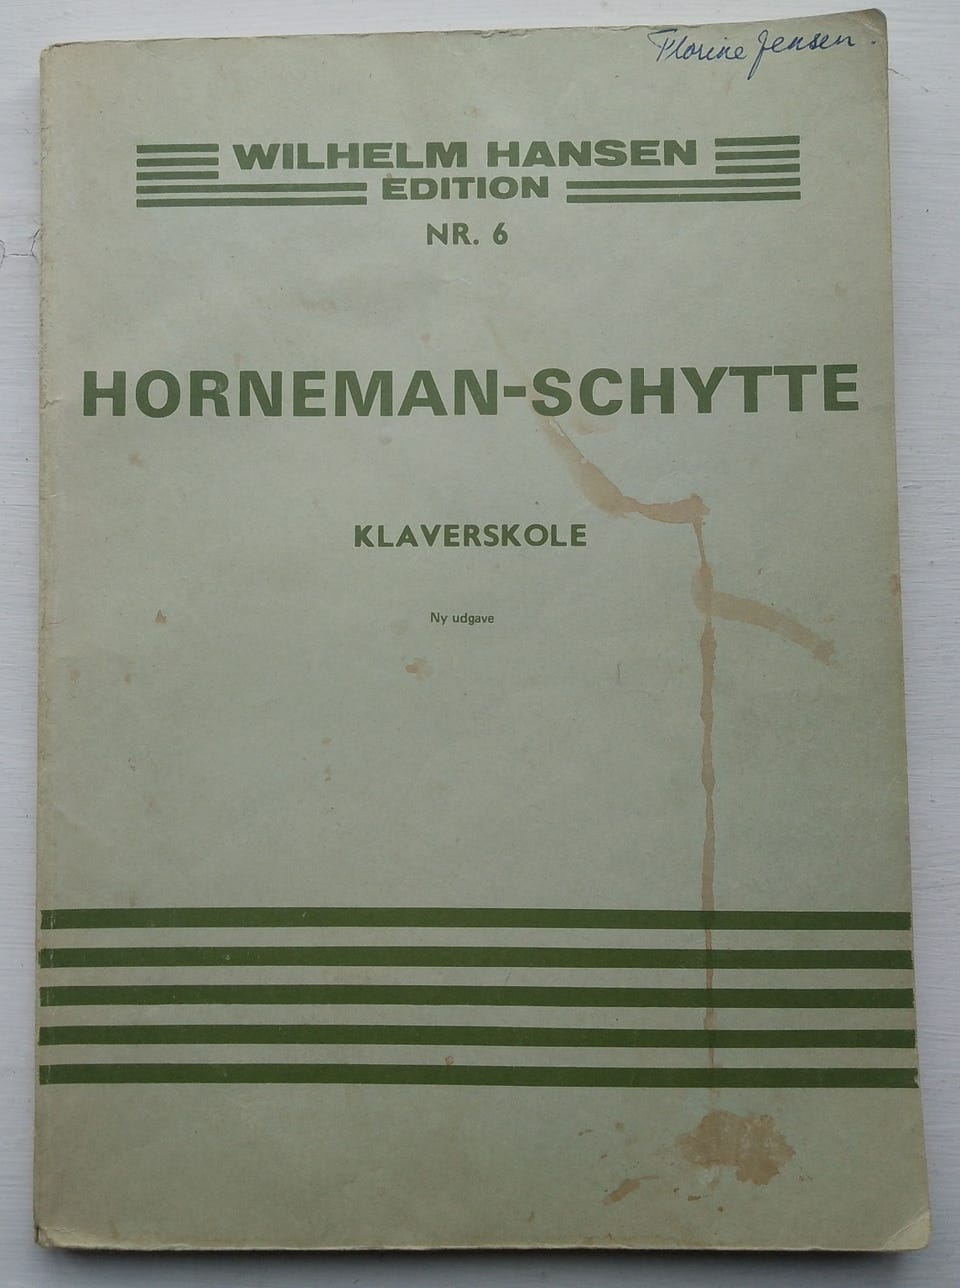 Florine Jensen.
WILHELM HANSEN
EDITION
NR. 6
HORNEMAN-SCHYTTE
KLAVERSKOLE
Ny udgave